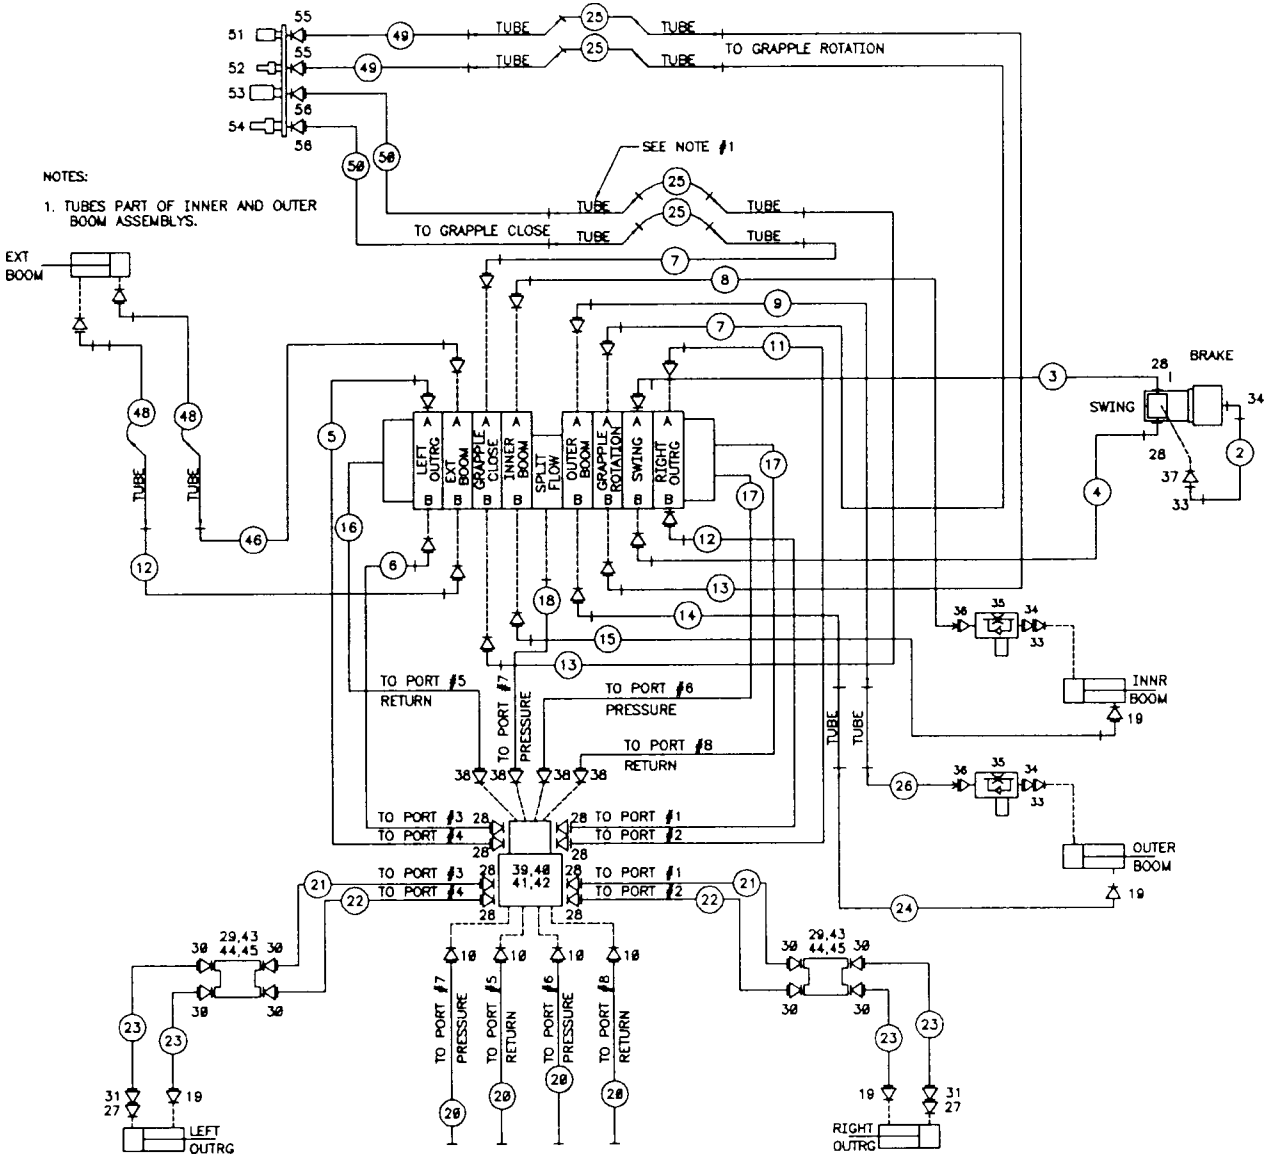 55
51
49
TUBE
25
TUBE
55
TO GRAPPLE ROTATION
52
49
TUBE
25
TUBE
53
56
54
56
50
50
SEE NOTE #1
NOTES:
1. TUBES PART OF INNER AND OUTER
BOOM ASSEMBLYS.
25
TUBE
TUBE
25
TO GRAPPLE CLOSE
TUBE
TUBE
EXT
BOOM
7
8
9
7
11
3
28
BRAKE
34
SWING
28
2
37
33
4
48
48
5
TUBE
TUBE
A
LEFT
OUTRG
B
A
EXT
BOOM
B
A
GRAPPLE
CLOSE
B
A
INNER
BOOM
B
SPLIT
FLOW
A
OUTER
BOOM
B
A
GRAPPLE
ROTATION
B
A
SWING
B
A
RIGHT
OUTRG
B
17
17
16
46
12
6
12
18
13
14
15
13
36
35
34
33
INNR
BOOM
19
TO PORT #5
RETURN
TO PORT #7
PRESSURE
TO PORT #6
PRESSURE
TO PORT #8
RETURN
TUBE
TUBE
38
38
38
38
26
36
35
34
33
OUTER
BOOM
19
24
TO PORT #3
28
TO PORT #4
28
28
TO PORT #1
TO PORT #2
28
39,40
41,42
21
TO PORT #3
28
22
TO PORT #4
28
28
TO PORT #1
21
TO PORT #2
22
28
29,43
44,45
30
30
30
30
29,43
44,45
30
30
30
30
10
10
10
10
TO PORT #7
PRESSURE
TO PORT #5
RETURN
TO PORT #6
PRESSURE
TO PORT #8
RETURN
23
23
23
23
20
20
20
20
31
27
19
LEFT
OUTRG
19
31
27
RIGHT
OUTRG